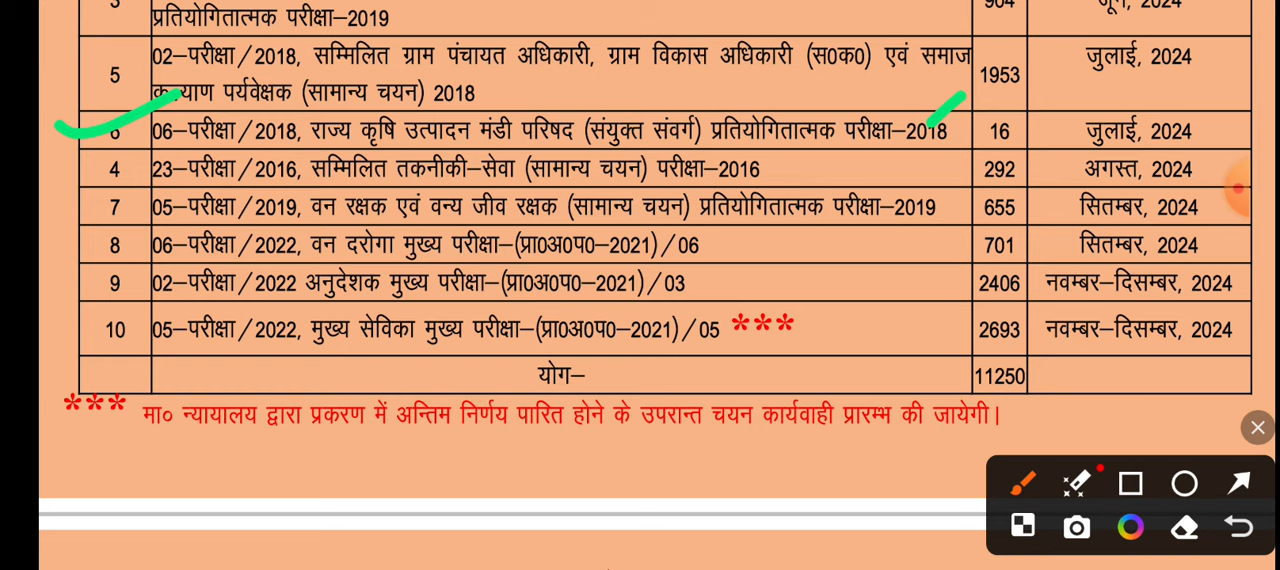 3 904 जून, 2024
प्रतियोगितात्मक परीक्षा–2019
5 02–परीक्षा/2018, सम्मिलित ग्राम पंचायत अधिकारी, ग्राम विकास अधिकारी (स0क0) एवं समाज 1953 जुलाई, 2024
कल्याण पर्यवेक्षक (सामान्य चयन) 2018
6 06–परीक्षा/2018, राज्य कृषि उत्पादन मंडी परिषद (संयुक्त संवर्ग) प्रतियोगितात्मक परीक्षा–2018 16 जुलाई, 2024
4 23–परीक्षा/2016, सम्मिलित तकनीकी–सेवा (सामान्य चयन) परीक्षा–2016 292 अगस्त, 2024
7 05–परीक्षा/2019, वन रक्षक एवं वन्य जीव रक्षक (सामान्य चयन) प्रतियोगितात्मक परीक्षा–2019 655 सितम्बर, 2024
8 06–परीक्षा/2022, वन दरोगा मुख्य परीक्षा–(प्रा0अ0प0–2021)/06 701 सितम्बर, 2024
9 02–परीक्षा/2022 अनुदेशक मुख्य परीक्षा–(प्रा0अ0प0–2021)/03 2406 नवम्बर–दिसम्बर, 2024
10 05–परीक्षा/2022, मुख्य सेविका मुख्य परीक्षा–(प्रा0अ0प0–2021)/05 *** 2693 नवम्बर–दिसम्बर, 2024
योग– 11250
*** मा० न्यायालय द्वारा प्रकरण में अन्तिम निर्णय पारित होने के उपरान्त चयन कार्यवाही प्रारम्भ की जायेगी।